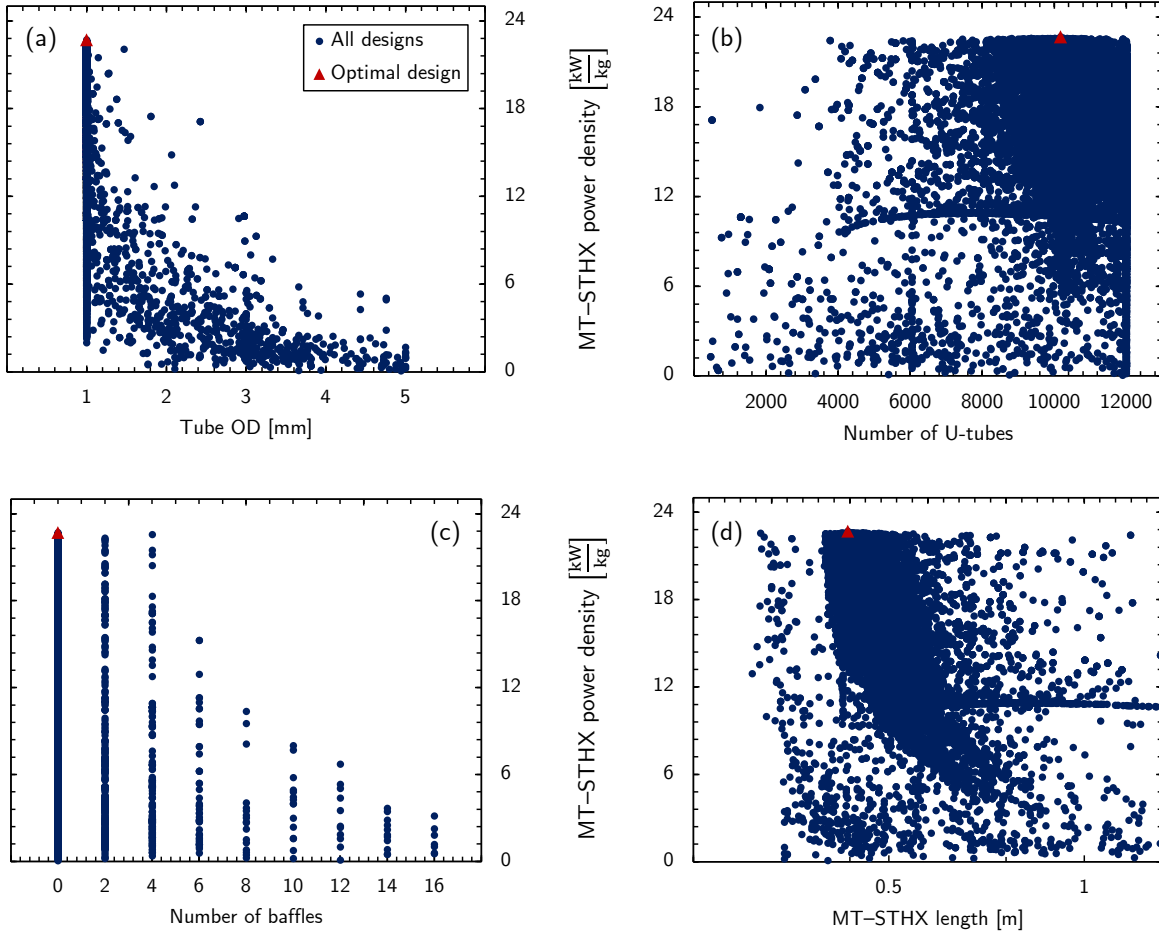 (a)
All designs
Optimal design
24
18
12
6
0
1 2 3 4 5
Tube OD [mm]
MT–STHX power density [kW/kg]
(b)
24
18
12
6
0
2000 4000 6000 8000 10000 12000
Number of U-tubes
(c)
24
18
12
6
0
0 2 4 6 8 10 12 14 16
Number of baffles
MT–STHX power density [kW/kg]
(d)
24
18
12
6
0
0.5 1
MT–STHX length [m]